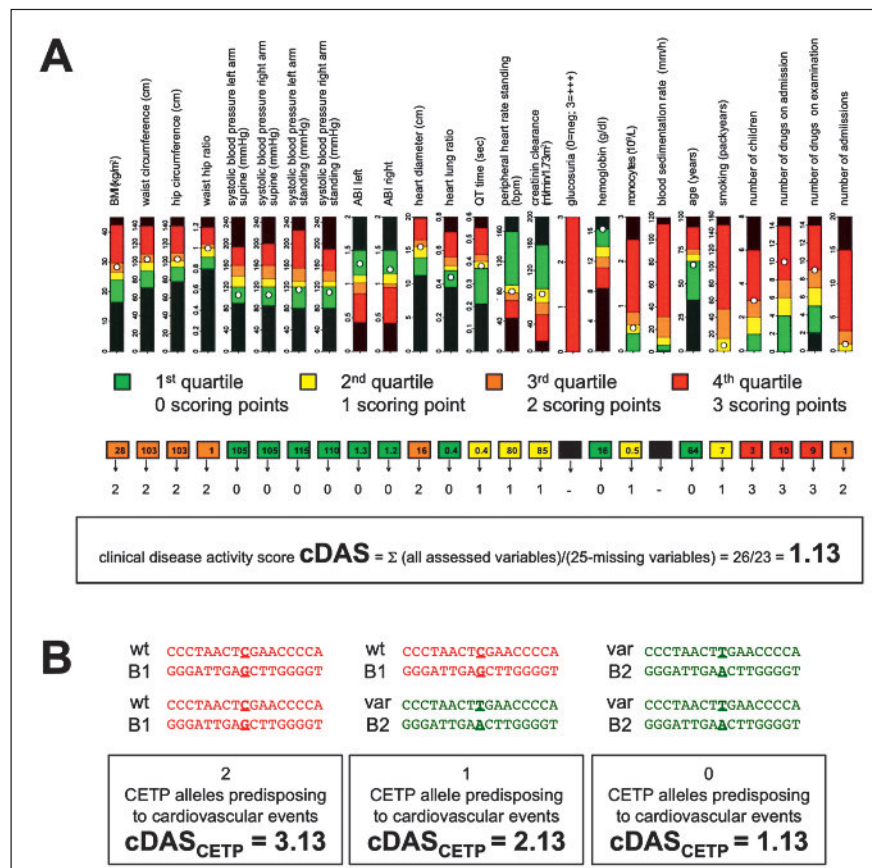 A
BMI(kg/m²)
waist circumference (cm)
hip circumference (cm)
waist hip ratio
systolic blood pressure left arm supine (mmHg)
systolic blood pressure right arm supine (mmHg)
systolic blood pressure left arm standing (mmHg)
systolic blood pressure right arm standing (mmHg)
ABI left
ABI right
heart diameter (cm)
heart lung ratio
QT time (sec)
peripheral heart rate standing (bpm)
creatinin clearance
glucosuria (0=neg; 3=+++)
hemoglobin (g/dl)
monocytes (10⁹/L)
blood sedimentation rate (mm/h)
age (years)
smoking (packyears)
number of children
number of drugs on admission
number of drugs on examination
number of admissions
1st quartile 2nd quartile 3rd quartile 4th quartile
0 scoring points 1 scoring point 2 scoring points 3 scoring points
28 103 103 1 105 105 115 110 1.3 1.2 16 0.4 0.4 80 85 16 0.5 64 7 3 10 9 1
2 2 2 2 0 0 0 0 0 0 2 0 1 1 1 - 0 1 - 0 1 3 3 3 2
clinical disease activity score cDAS = Σ (all assessed variables)/(25-missing variables) = 26/23 = 1.13
B
wt CCCTAACTCGAACCCCA
B1 GGGATTGAGCTTGGGGT
wt CCCTAACTCGAACCCCA
B1 GGGATTGAGCTTGGGGT
2
CETP alleles predisposing
to cardiovascular events
cDASCETP = 3.13
wt CCCTAACTCGAACCCCA
B1 GGGATTGAGCTTGGGGT
var CCCTAACTTGAACCCCA
B2 GGGATTGAACTTGGGGT
1
CETP allele predisposing
to cardiovascular events
cDASCETP = 2.13
var CCCTAACTTGAACCCCA
B2 GGGATTGAACTTGGGGT
var CCCTAACTTGAACCCCA
B2 GGGATTGAACTTGGGGT
0
CETP alleles predisposing
to cardiovascular events
cDASCETP = 1.13